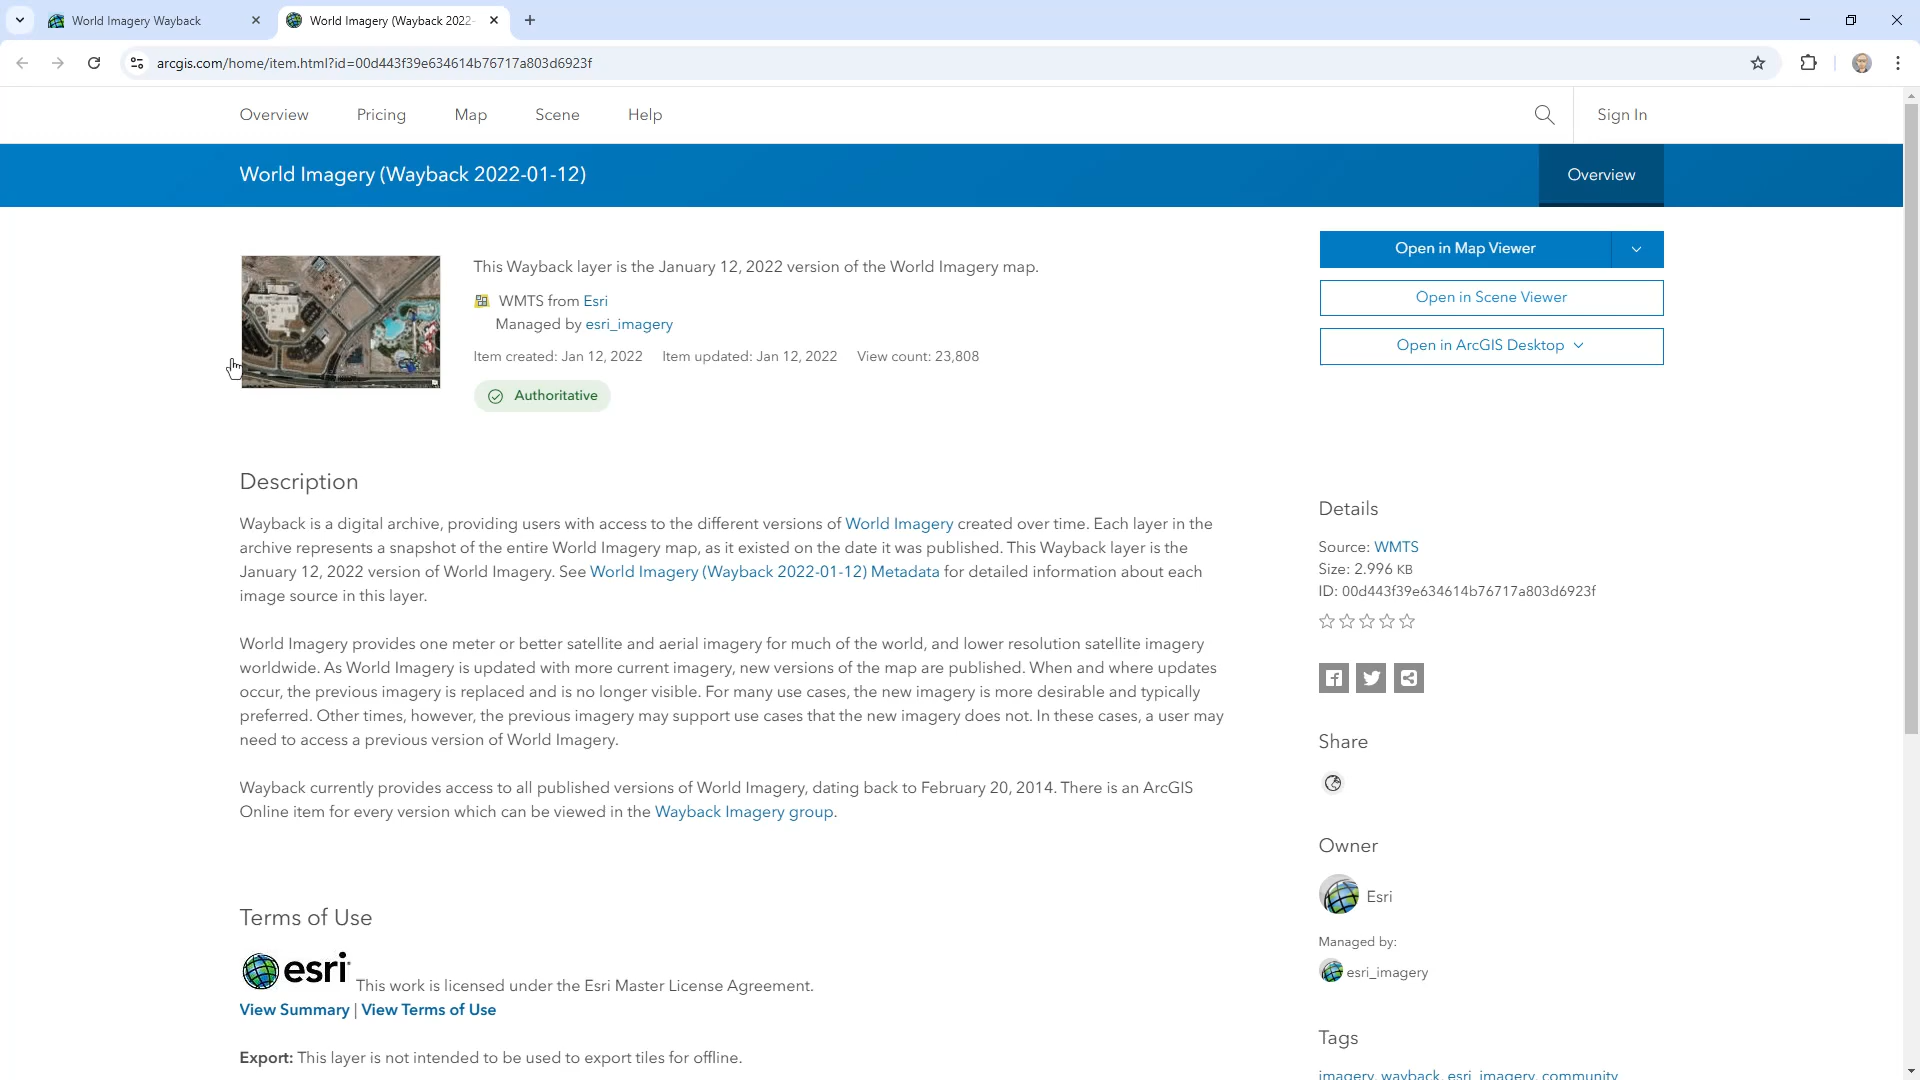 World Imagery Wayback
World Imagery (Wayback 2022-
arcgis.com/home/item.html?id=00d443f39e634614b76717a803d6923f
Overview Pricing Map Scene Help Sign In
World Imagery (Wayback 2022-01-12) Overview
This Wayback layer is the January 12, 2022 version of the World Imagery map.
WMTS from Esri
Managed by esri_imagery
Item created: Jan 12, 2022 Item updated: Jan 12, 2022 View count: 23,808
Authoritative
Open in Map Viewer
Open in Scene Viewer
Open in ArcGIS Desktop
Description
Wayback is a digital archive, providing users with access to the different versions of World Imagery created over time. Each layer in the
archive represents a snapshot of the entire World Imagery map, as it existed on the date it was published. This Wayback layer is the
January 12, 2022 version of World Imagery. See World Imagery (Wayback 2022-01-12) Metadata for detailed information about each
image source in this layer.
World Imagery provides one meter or better satellite and aerial imagery for much of the world, and lower resolution satellite imagery
worldwide. As World Imagery is updated with more current imagery, new versions of the map are published. When and where updates
occur, the previous imagery is replaced and is no longer visible. For many use cases, the new imagery is more desirable and typically
preferred. Other times, however, the previous imagery may support use cases that the new imagery does not. In these cases, a user may
need to access a previous version of World Imagery.
Wayback currently provides access to all published versions of World Imagery, dating back to February 20, 2014. There is an ArcGIS
Online item for every version which can be viewed in the Wayback Imagery group.
Terms of Use
esri This work is licensed under the Esri Master License Agreement.
View Summary | View Terms of Use
Export: This layer is not intended to be used to export tiles for offline.
Details
Source: WMTS
Size: 2.996 KB
ID: 00d443f39e634614b76717a803d6923f
Share
Owner
Esri
Managed by:
esri_imagery
Tags
imagery, wayback, esri_imagery, community